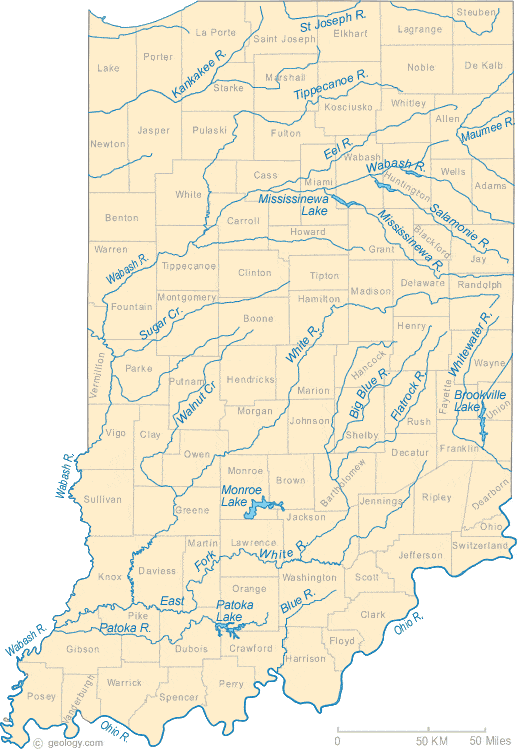 Steuben
La Porte
St Joseph R.
Elkhart
Lagrange
Saint Joseph
Porter
Lake
Kankakee R.
Marshall
Noble
De Kalb
Starke
Tippecanoe R.
Kosciusko
Whitley
Allen
Jasper
Pulaski
Fulton
Maumee R.
Newton
Eel R.
Wabash
Wabash R.
Cass
Miami
Huntington
Wells
Adams
White
Mississinewa
Lake
Benton
Carroll
Howard
Mississinewa R.
Salamonie R.
Blackford
Warren
Grant
Jay
Wabash R.
Tippecanoe
Clinton
Tipton
Delaware
Randolph
Madison
Montgomery
Hamilton
Fountain
Boone
Sugar Cr.
Henry
White R.
Whitewater R.
Vermillion
Parke
Putnam
Hendricks
Hancock
Wayne
Walnut Cr
Marion
Big Blue R.
Flatrock R.
Fayette
Brookville
Lake
Union
Morgan
Johnson
Rush
Vigo
Clay
Shelby
Franklin
Owen
Decatur
Wabash R.
Monroe
Brown
Bartholomew
Sullivan
Monroe
Lake
Dearborn
Ripley
Jennings
Greene
Jackson
Ohio
Martin
Lawrence
Switzerland
Jefferson
Fork
White R.
Knox
Daviess
Washington
Scott
Orange
East
Patoka
Lake
Blue R.
Clark
Pike
Wabash R.
Patoka R.
Ohio R.
Gibson
Dubois
Crawford
Floyd
Harrison
Posey
Vanderburgh
Warrick
Spencer
Perry
Ohio R.
0 50 KM 50 Miles
© geology.com